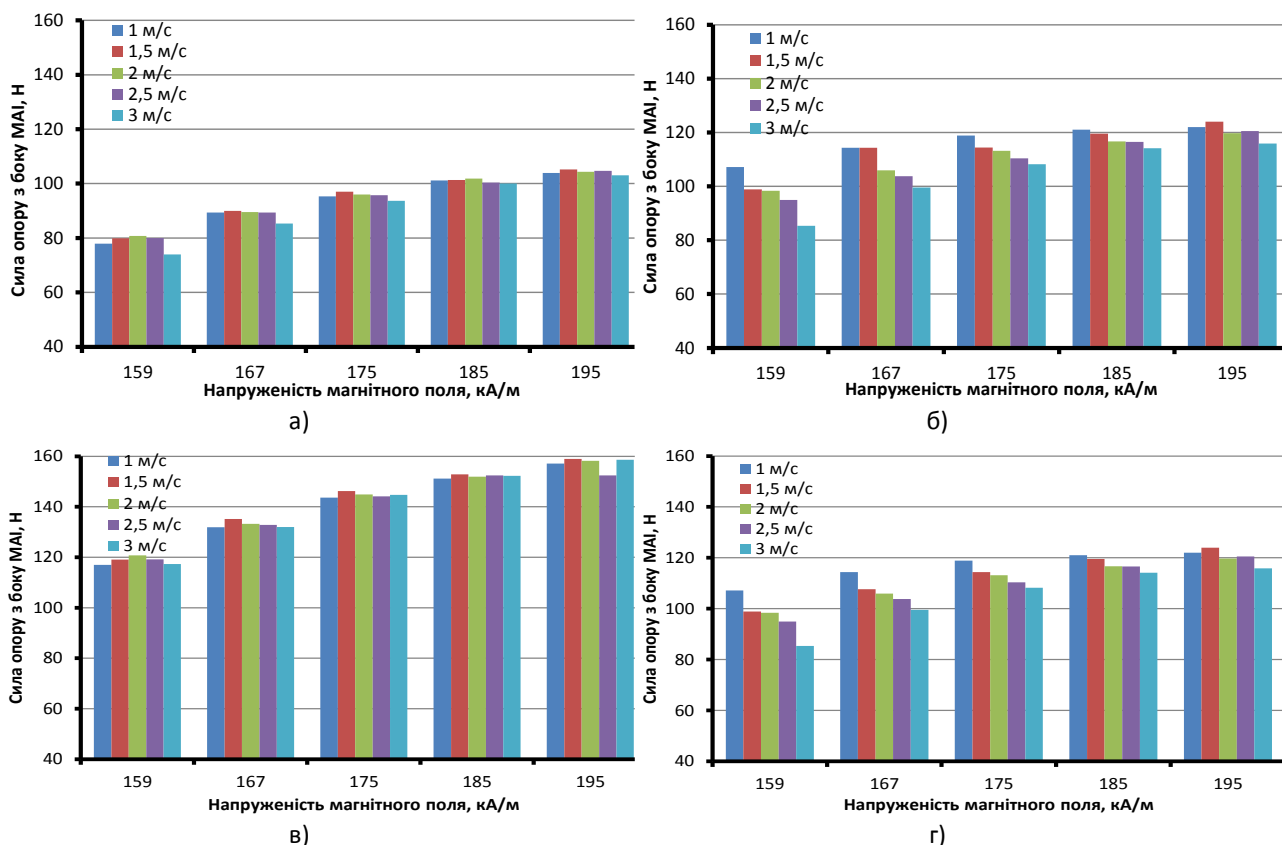 Сила опору з боку МАІ, Н
160
140
120
100
80
60
40
1 м/с
1,5 м/с
2 м/с
2,5 м/с
3 м/с
159 167 175 185 195
Напруженість магнітного поля, кА/м
а)
Сила опору з боку МАІ, Н
160
140
120
100
80
60
40
1 м/с
1,5 м/с
2 м/с
2,5 м/с
3 м/с
159 167 175 185 195
Напруженість магнітного поля, кА/м
б)
Сила опору з боку МАІ, Н
160
140
120
100
80
60
40
1 м/с
1,5 м/с
2 м/с
2,5 м/с
3 м/с
159 167 175 185 195
Напруженість магнітного поля, кА/м
в)
Сила опору з боку МАІ, Н
160
140
120
100
80
60
40
1 м/с
1,5 м/с
2 м/с
2,5 м/с
3 м/с
159 167 175 185 195
Напруженість магнітного поля, кА/м
г)